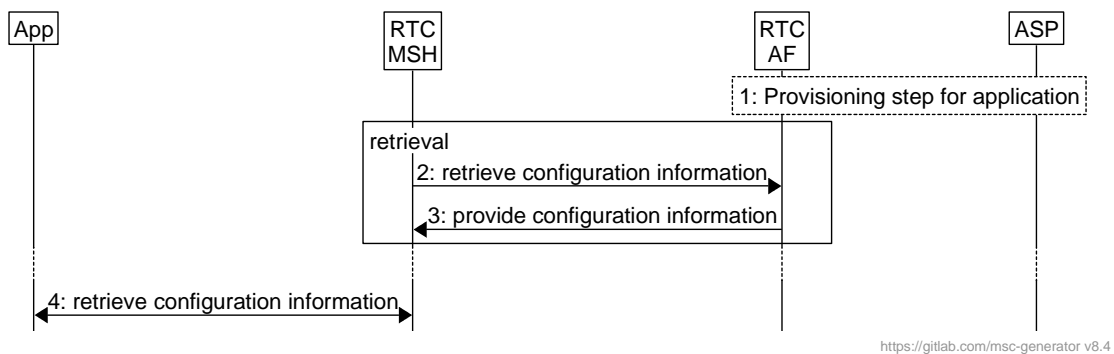 App
RTC
MSH
RTC
AF
ASP
1: Provisioning step for application
retrieval
2: retrieve configuration information
3: provide configuration information
4: retrieve configuration information
https://gitlab.com/msc-generator v8.4